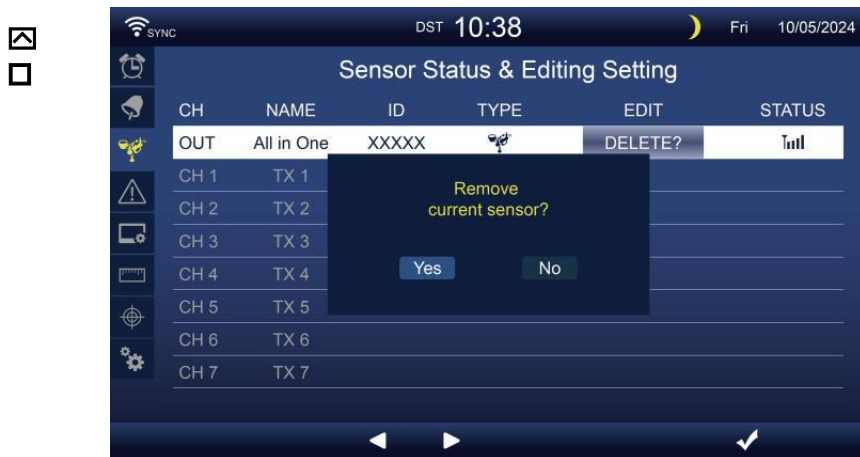 SYNC DST 10:38 Fri 10/05/2024
Sensor Status & Editing Setting
CH NAME ID TYPE EDIT STATUS
OUT All in One XXXXX DELETE?
CH 1 TX 1
Remove
CH 2 TX 2
current sensor?
CH 3 TX 3
CH 4 TX 4
Yes No
CH 5 TX 5
CH 6 TX 6
CH 7 TX 7